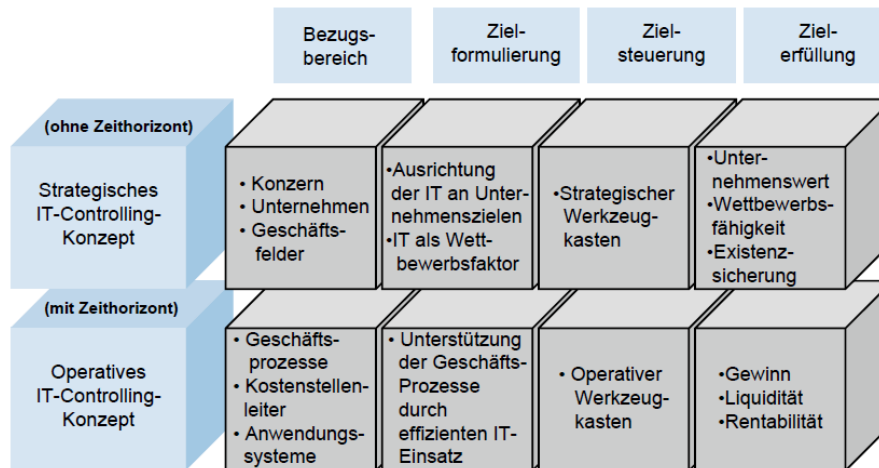 Bezugs-
bereich
Ziel-
formulierung
Ziel-
steuerung
Ziel-
erfüllung
(ohne Zeithorizont)
Strategisches
IT-Controlling-
Konzept
• Konzern
• Unternehmen
• Geschäfts-
felder
•Ausrichtung
der IT an Unter-
nehmenszielen
•IT als Wett-
bewerbsfaktor
•Strategischer
Werkzeug-
kasten
•Unter-
nehmenswert
•Wettbewerbs-
fähigkeit
•Existenz-
sicherung
(mit Zeithorizont)
Operatives
IT-Controlling-
Konzept
• Geschäfts-
prozesse
• Kostenstellen-
leiter
• Anwendungs-
systeme
• Unterstützung
der Geschäfts-
Prozesse
durch
effizienten IT-
Einsatz
• Operativer
Werkzeug-
kasten
•Gewinn
•Liquidität
•Rentabilität